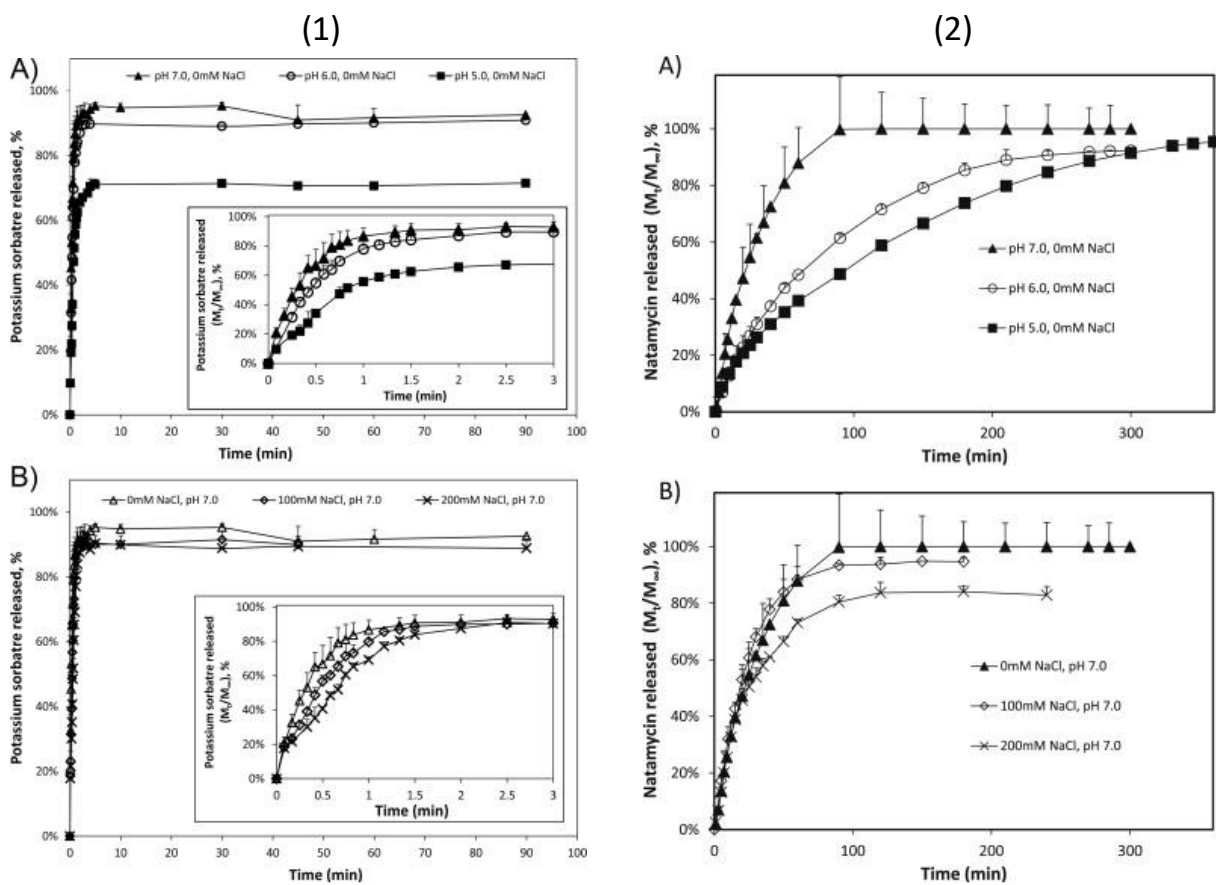 (1)
A)
pH 7.0, 0mM NaCl pH 6.0, 0mM NaCl pH 5.0, 0mM NaCl
Potassium sorbatre released, %
100%
80%
60%
40%
20%
0%
0 10 20 30 40 50 60 70 80 90 100
Time (min)
Potassium sorbatre released
(Mt/M∞), %
100%
80%
60%
40%
20%
0%
0 0.5 1 1.5 2 2.5 3
Time (min)
(2)
A)
Natamycin released (Mt/M∞), %
100%
80%
60%
40%
20%
0%
0 100 200 300
Time (min)
pH 7.0, 0mM NaCl
pH 6.0, 0mM NaCl
pH 5.0, 0mM NaCl
B)
0mM NaCl, pH 7.0 100mM NaCl, pH 7.0 200mM NaCl, pH 7.0
Potassium sorbatre released, %
100%
80%
60%
40%
20%
0%
0 10 20 30 40 50 60 70 80 90 100
Time (min)
Potassium sorbatre released
(Mt/M∞), %
100%
80%
60%
40%
20%
0%
0 0.5 1 1.5 2 2.5 3
Time (min)
B)
Natamycin released (Mt/M∞), %
100%
80%
60%
40%
20%
0%
0 100 200 300
Time (min)
0mM NaCl, pH 7.0
100mM NaCl, pH 7.0
200mM NaCl, pH 7.0